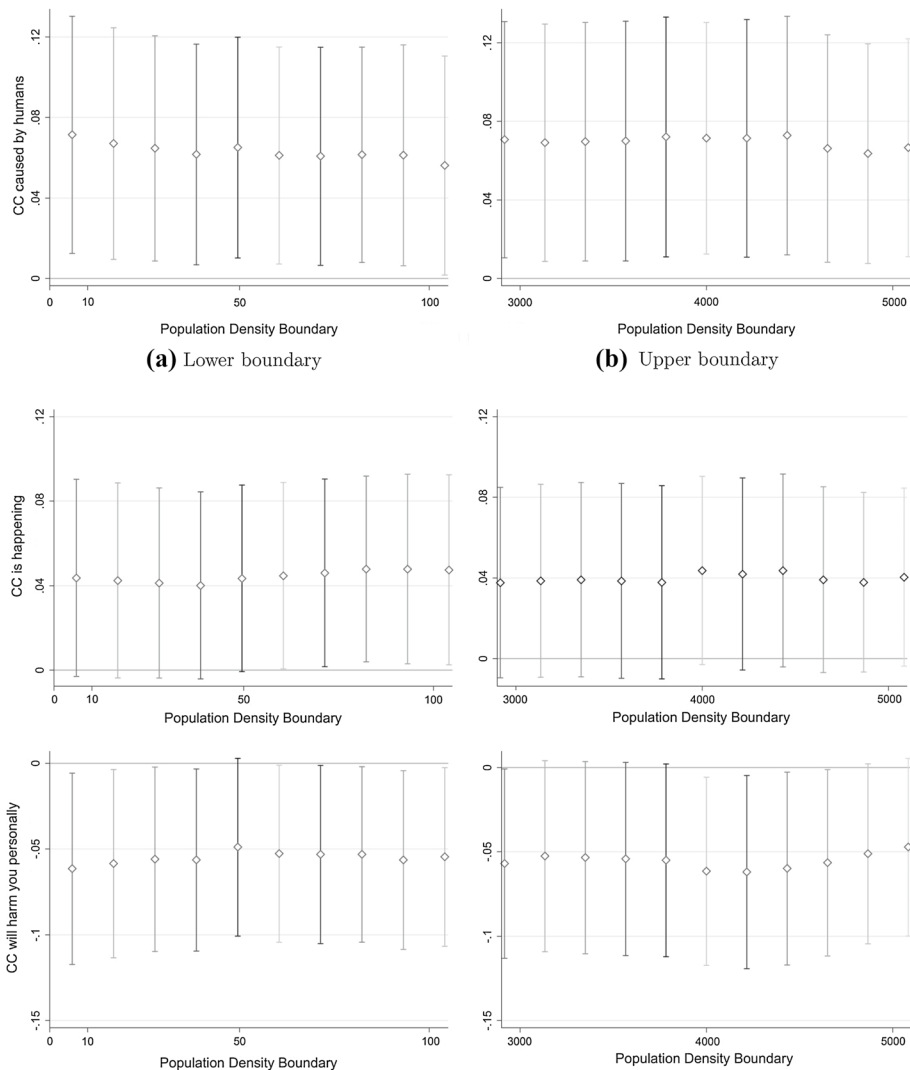 CC caused by humans
.12
.08
.04
0
0 10 50 100
Population Density Boundary
(a) Lower boundary
.12
.08
.04
0
3000 4000 5000
Population Density Boundary
(b) Upper boundary
CC is happening
.12
.08
.04
0
0 10 50 100
Population Density Boundary
.12
.08
.04
0
3000 4000 5000
Population Density Boundary
CC will harm you personally
0
-.05
-.1
-.15
0 10 50 100
Population Density Boundary
0
-.05
-.1
-.15
3000 4000 5000
Population Density Boundary